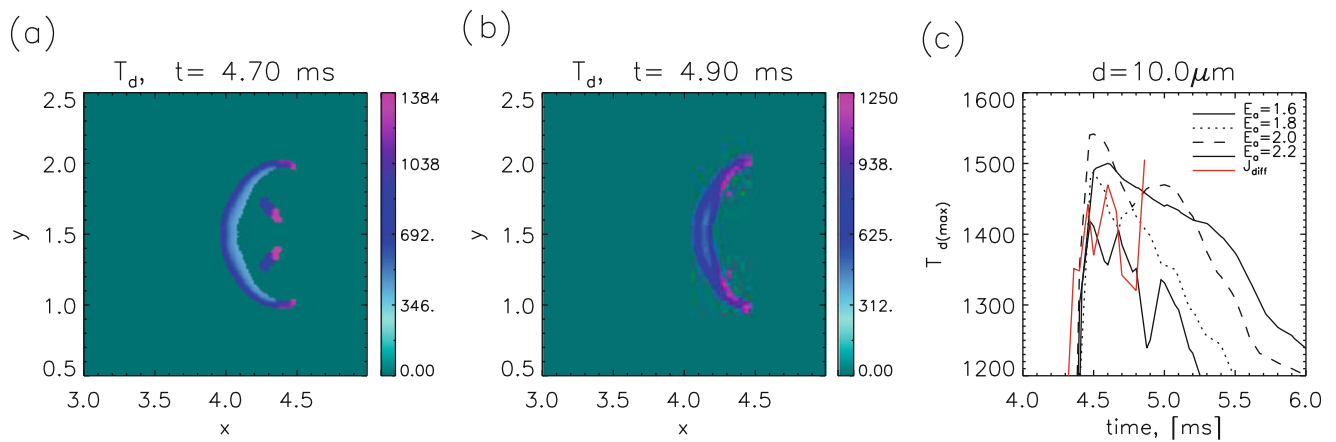 (a)
T_d, t= 4.70 ms
2.5
2.0
1.5
1.0
0.5
y
3.0 3.5 4.0 4.5
x
1384
1038
692.
346.
0.00
(b)
T_d, t= 4.90 ms
2.5
2.0
1.5
1.0
0.5
y
3.0 3.5 4.0 4.5
x
1250
938.
625.
312.
0.00
(c)
d=10.0μm
1600
1500
1400
1300
1200
T_d(max)
4.0 4.5 5.0 5.5 6.0
time, [ms]
E_a=1.6
E_a=1.8
E_a=2.0
E_a=2.2
J_diff